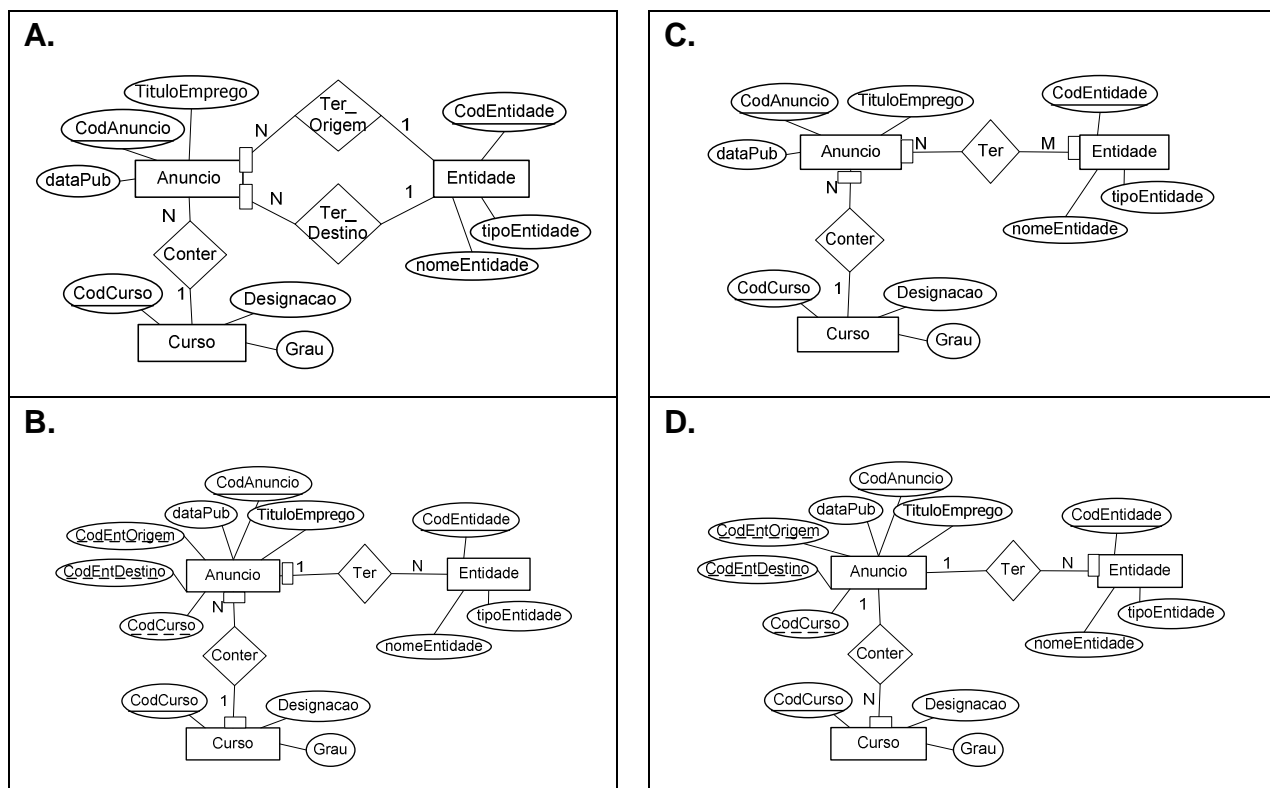 A.
TituloEmprego
CodAnuncio
dataPub
Anuncio
N
Ter_
Origem
1
CodEntidade
Entidade
N
Ter_
Destino
1
tipoEntidade
nomeEntidade
N
Conter
1
CodCurso
Designacao
Curso
Grau
C.
CodAnuncio
TituloEmprego
dataPub
Anuncio
N
Ter
M
CodEntidade
Entidade
tipoEntidade
nomeEntidade
N
Conter
1
CodCurso
Designacao
Curso
Grau
B.
CodAnuncio
dataPub
TituloEmprego
CodEntOrigem
CodEntDestino
Anuncio
1
Ter
N
CodEntidade
Entidade
tipoEntidade
nomeEntidade
CodCurso
N
Conter
1
CodCurso
Designacao
Curso
Grau
D.
CodAnuncio
dataPub
TituloEmprego
CodEntOrigem
CodEntDestino
Anuncio
1
Ter
N
CodEntidade
Entidade
tipoEntidade
nomeEntidade
CodCurso
1
Conter
N
CodCurso
Designacao
Curso
Grau